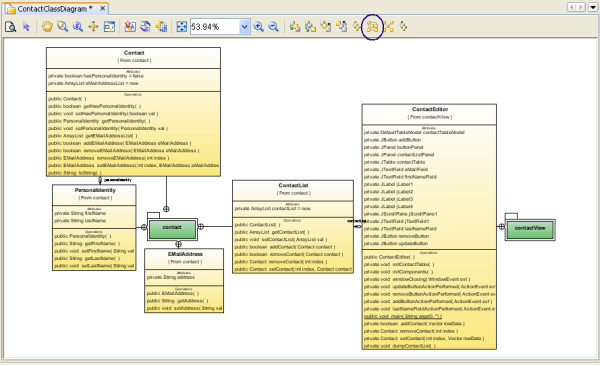 ContactClassDiagram *
53.94%
Contact
{ From contact }
Attributes
private boolean hasPersonalIdentity = false
private ArrayList eMailAddressList = new
Operations
public Contact( )
public boolean getHasPersonalIdentity( )
public void setHasPersonalIdentity( boolean val )
public PersonalIdentity getPersonalIdentity( )
public void setPersonalIdentity( PersonalIdentity val )
public ArrayList getEMailAddressList( )
public boolean addEMailAddress( EMailAddress eMailAddress )
public boolean removeEMailAddress( EMailAddress eMailAddress )
public EMailAddress removeEMailAddress( int index )
public EMailAddress setEMailAddress( int index, EMailAddress eMailAddress
public String toString( )
personalIdentity
PersonalIdentity
{ From contact }
Attributes
private String firstName
private String lastName
Operations
public PersonalIdentity( )
public String getFirstName( )
public void setFirstName( String val
public String getLastName( )
public void setLastName( String val
contact
EMailAddress
{ From contact }
Attributes
private String address
Operations
public EMailAddress( )
public String getAddress( )
public void setAddress( String val
ContactList
{ From contact }
Attributes
private ArrayList contactList = new
Operations
public ContactList( )
public ArrayList getContactList( )
public void setContactList( ArrayList val )
public boolean addContact( Contact contact )
public boolean removeContact( Contact contact )
public Contact removeContact( int index )
public Contact setContact( int index, Contact contact
ContactEditor
{ From contactView }
Attributes
private DefaultTableModel contactTableModel
private JButton addButton
private JPanel buttonPanel
private JPanel contactListPanel
private JTable contactTable
private JTextField eMailField
private JTextField firstNameField
private JLabel jLabel1
private JLabel jLabel2
private JLabel jLabel3
private JLabel jLabel4
private JScrollPane jScrollPane1
private JTextField lastNameField
private JButton removeButton
private JButton updateButton
Operations
public ContactEditor( )
private void initContactTable( )
private void initComponents( )
private void windowClosing( WindowEvent evt )
private void updateButtonActionPerformed( ActionEvent
private void removeButtonActionPerformed( ActionEvent
private void addButtonActionPerformed( ActionEvent evt )
private void lastNameFieldActionPerformed( ActionEvent
public void main( String args[0..*] )
private boolean addContact( Vector rowData )
private Contact removeContact( int index )
private Contact setContact( int index, Vector rowData )
private void dumpContactList( )
contactView